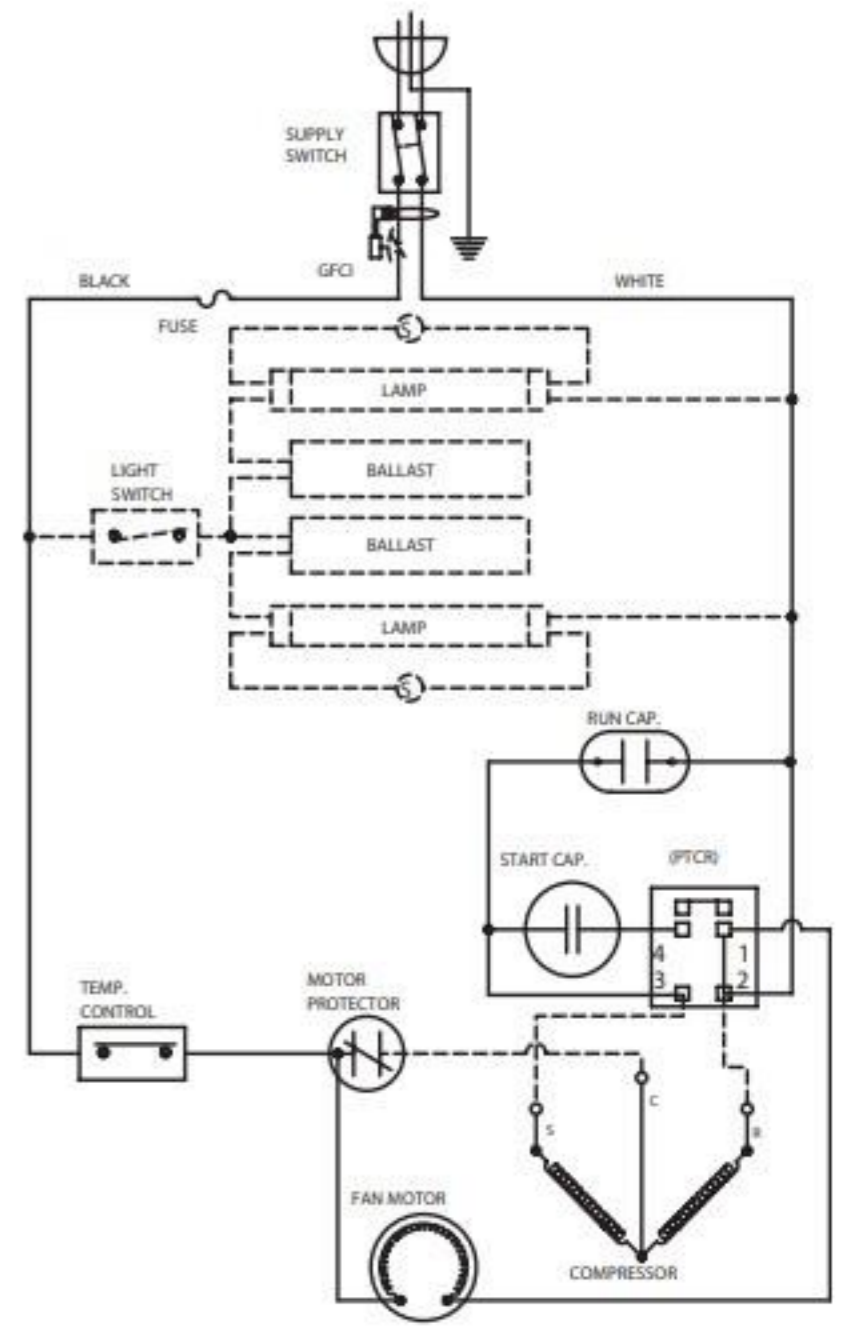 SUPPLY
SWITCH
GFCI
BLACK
WHITE
FUSE
S
LAMP
BALLAST
LIGHT
SWITCH
BALLAST
LAMP
S
RUN CAP.
START CAP.
(PTCR)
4
1
3
2
TEMP.
CONTROL
MOTOR
PROTECTOR
C
S
R
FAN MOTOR
COMPRESSOR